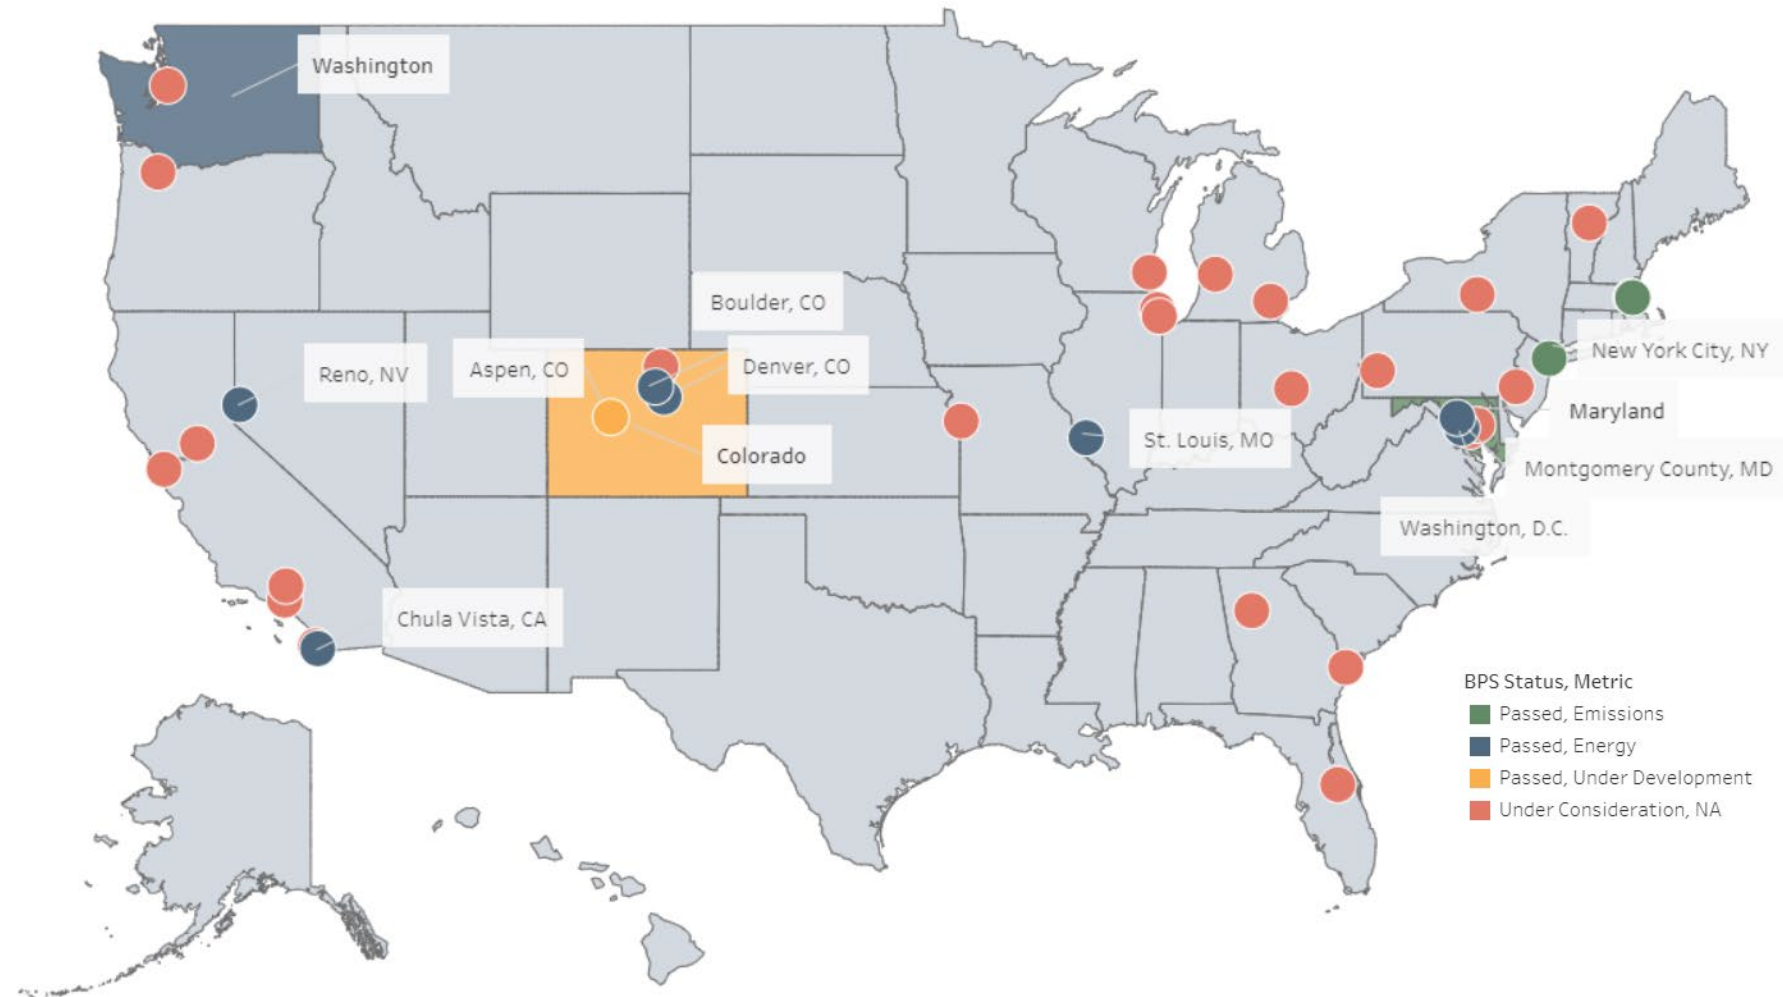 Washington
Boulder, CO
Reno, NV
Aspen, CO
Denver, CO
New York City, NY
Maryland
St. Louis, MO
Colorado
Montgomery County, MD
Washington, D.C.
Chula Vista, CA
BPS Status, Metric
Passed, Emissions
Passed, Energy
Passed, Under Development
Under Consideration, NA